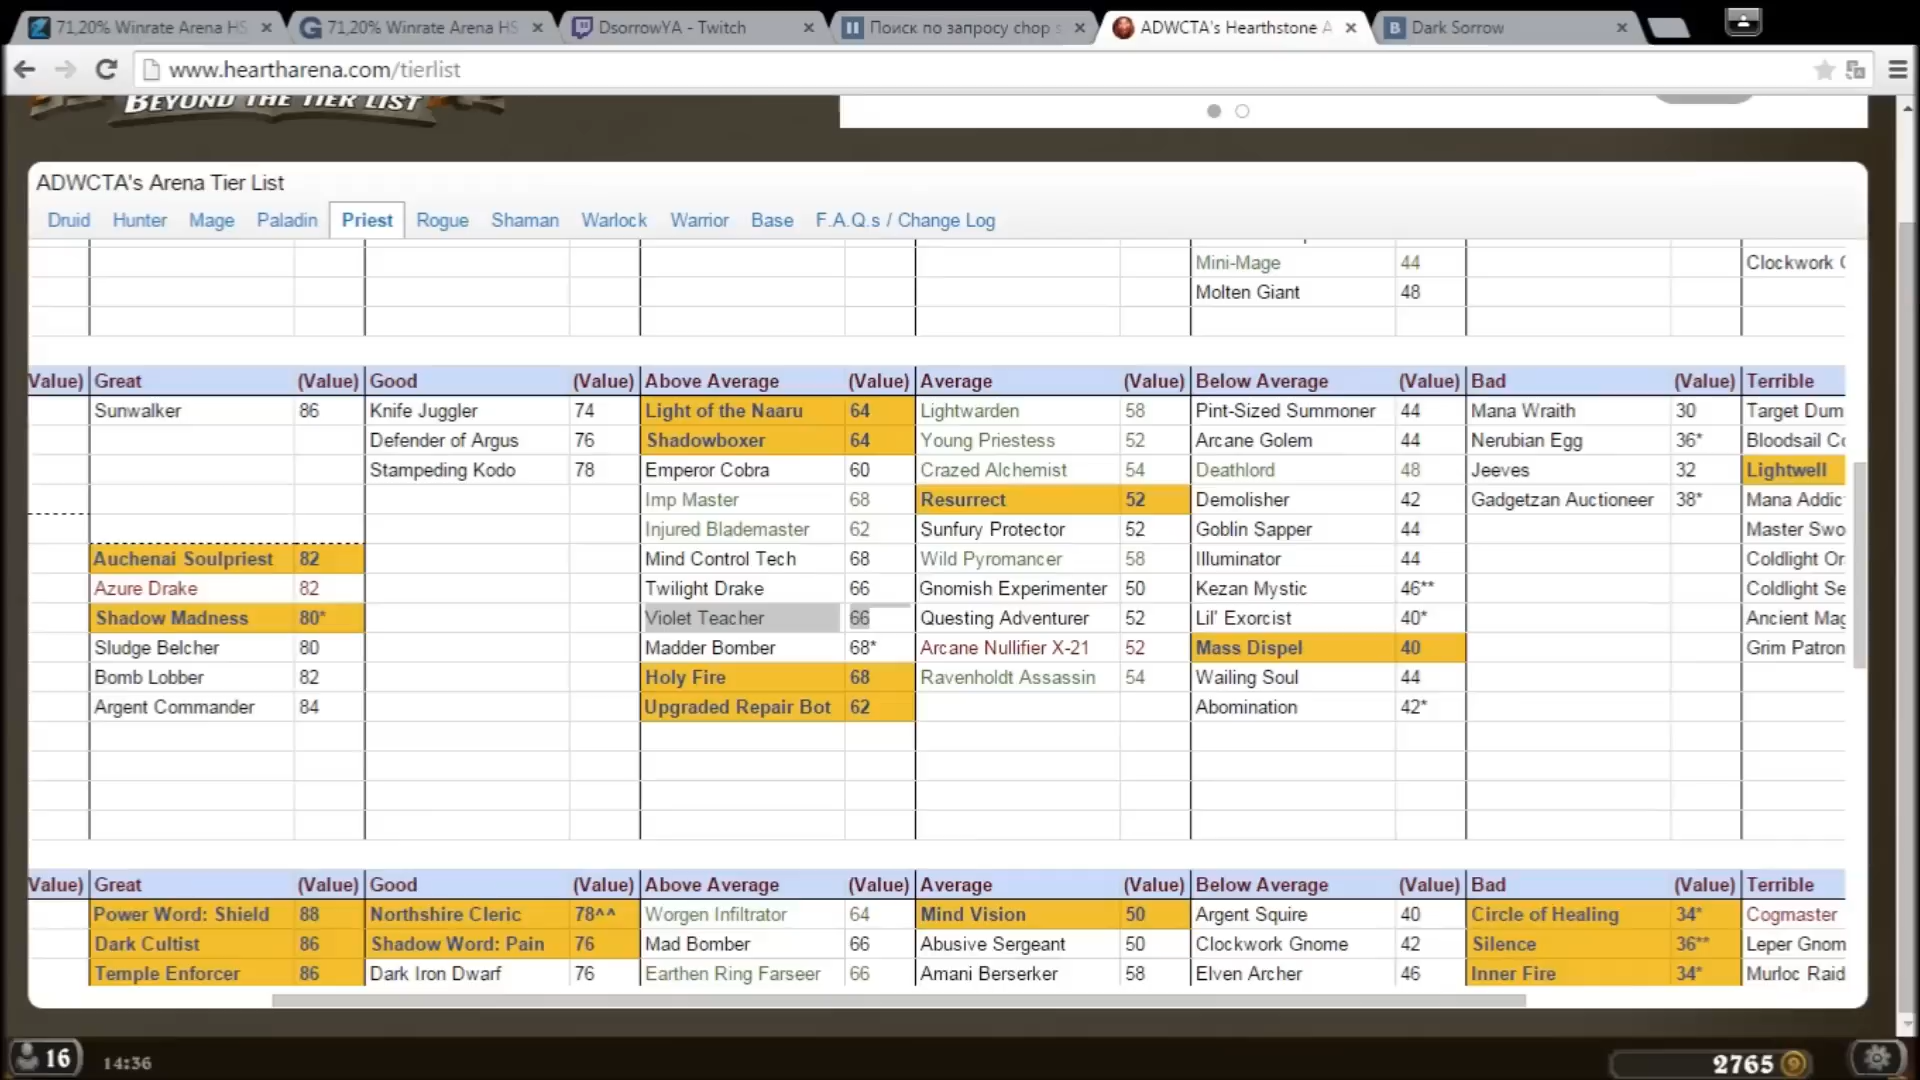 71,20% Winrate Arena HS
71,20% Winrate Arena HS
DsorrowYA - Twitch
Поиск по запросу chop s
ADWCTA's Hearthstone A
Dark Sorrow
www.heartharena.com/tierlist
BEYOND THE TIER LIST
ADWCTA's Arena Tier List
Druid Hunter Mage Paladin Priest Rogue Shaman Warlock Warrior Base F.A.Q.s / Change Log
Mini-Mage 44 Clockwork G
Molten Giant 48
Value) Great (Value) Good (Value) Above Average (Value) Average (Value) Below Average (Value) Bad (Value) Terrible
Sunwalker 86 Knife Juggler 74 Light of the Naaru 64 Lightwarden 58 Pint-Sized Summoner 44 Mana Wraith 30 Target Dum
Defender of Argus 76 Shadowboxer 64 Young Priestess 52 Arcane Golem 44 Nerubian Egg 36* Bloodsail Co
Stampeding Kodo 78 Emperor Cobra 60 Crazed Alchemist 54 Deathlord 48 Jeeves 32 Lightwell
Imp Master 68 Resurrect 52 Demolisher 42 Gadgetzan Auctioneer 38* Mana Addic
Injured Blademaster 62 Sunfury Protector 52 Goblin Sapper 44 Master Swo
Auchenai Soulpriest 82 Mind Control Tech 68 Wild Pyromancer 58 Illuminator 44 Coldlight Or
Azure Drake 82 Twilight Drake 66 Gnomish Experimenter 50 Kezan Mystic 46** Coldlight Se
Shadow Madness 80* Violet Teacher 66 Questing Adventurer 52 Lil' Exorcist 40* Ancient Mag
Sludge Belcher 80 Madder Bomber 68* Arcane Nullifier X-21 52 Mass Dispel 40 Grim Patron
Bomb Lobber 82 Holy Fire 68 Ravenholdt Assassin 54 Wailing Soul 44
Argent Commander 84 Upgraded Repair Bot 62 Abomination 42*
Value) Great (Value) Good (Value) Above Average (Value) Average (Value) Below Average (Value) Bad (Value) Terrible
Power Word: Shield 88 Northshire Cleric 78^^ Worgen Infiltrator 64 Mind Vision 50 Argent Squire 40 Circle of Healing 34* Cogmaster
Dark Cultist 86 Shadow Word: Pain 76 Mad Bomber 66 Abusive Sergeant 50 Clockwork Gnome 42 Silence 36** Leper Gnom
Temple Enforcer 86 Dark Iron Dwarf 76 Earthen Ring Farseer 66 Amani Berserker 58 Elven Archer 46 Inner Fire 34* Murloc Raid
16 14:36 2765